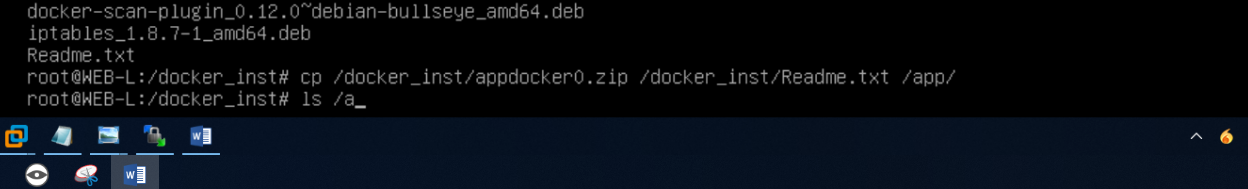 docker-scan-plugin_0.12.0~debian-bullseye_amd64.deb
iptables_1.8.7-1_amd64.deb
Readme.txt
root@WEB-L:/docker_inst# cp /docker_inst/appdocker0.zip /docker_inst/Readme.txt /app/
root@WEB-L:/docker_inst# ls /a_